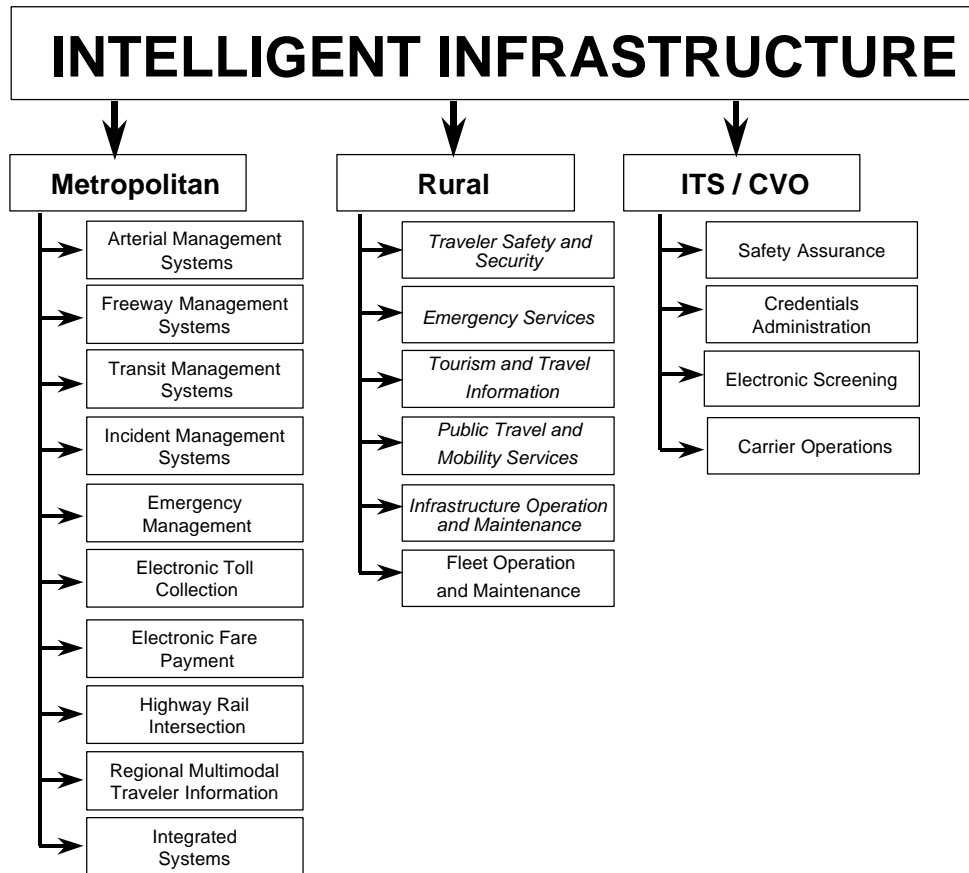 INTELLIGENT INFRASTRUCTURE
Metropolitan
Arterial Management
Systems
Freeway Management
Systems
Transit Management
Systems
Incident Management
Systems
Emergency
Management
Electronic Toll
Collection
Electronic Fare
Payment
Highway Rail
Intersection
Regional Multimodal
Traveler Information
Integrated
Systems
Rural
Traveler Safety and
Security
Emergency Services
Tourism and Travel
Information
Public Travel and
Mobility Services
Infrastructure Operation
and Maintenance
Fleet Operation
and Maintenance
ITS / CVO
Safety Assurance
Credentials
Administration
Electronic Screening
Carrier Operations